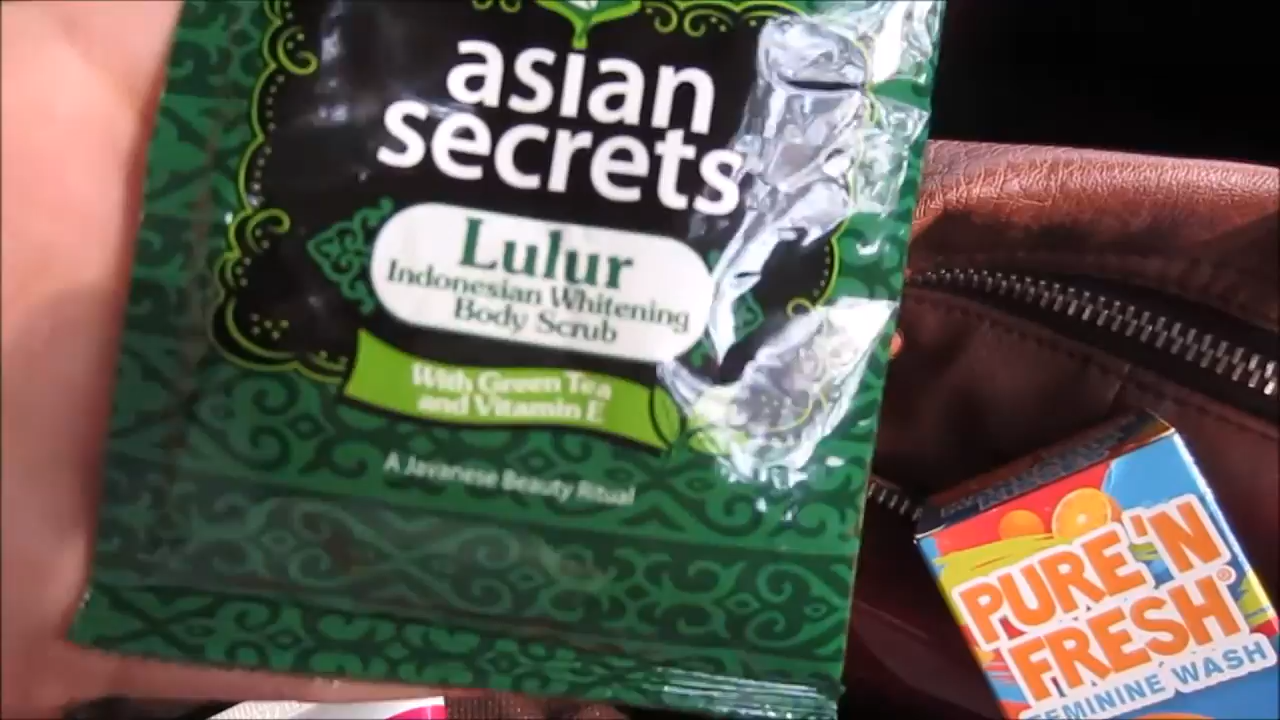 asian
secrets
Lulur
Indonesian Whitening
Body Scrub
With Green Tea
and Vitamin E
A Javanese Beauty Ritual
PURE 'N
FRESH®
FEMININE WASH